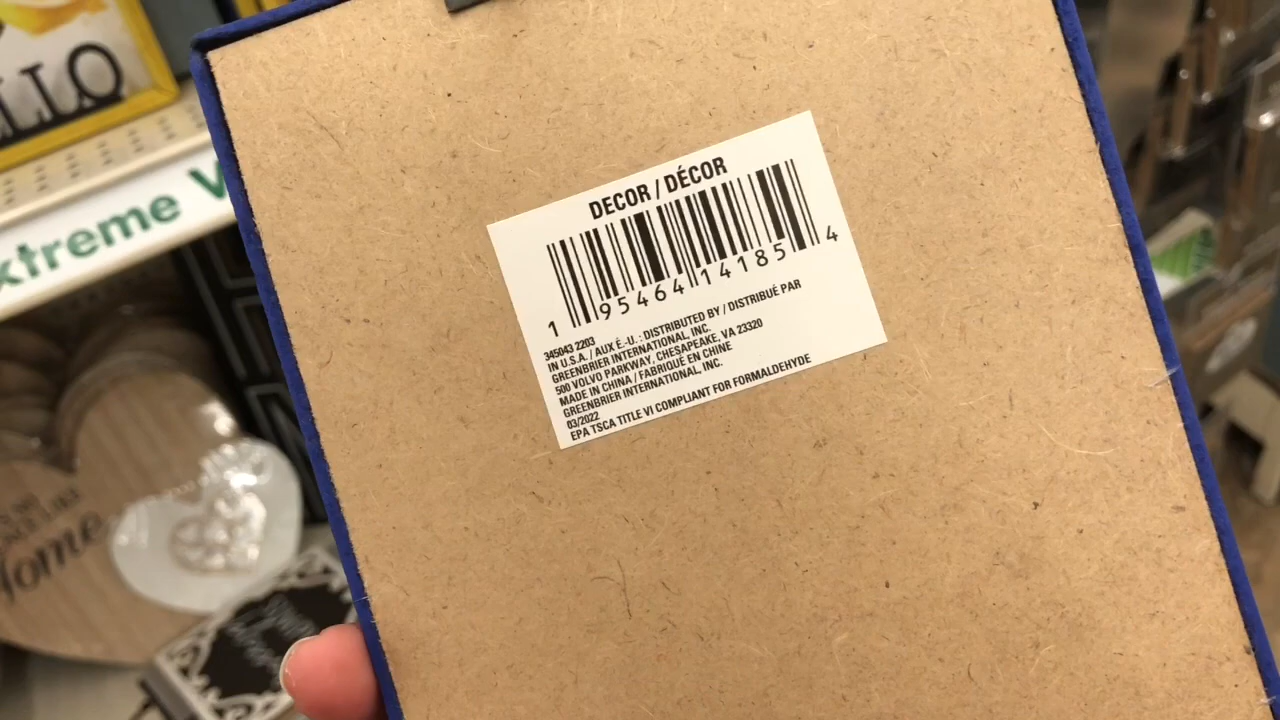 LLO
xtreme V
DECOR / DÉCOR
1 95464 14185 4
345043 2203
IN U.S.A. / AUX É.-U. : DISTRIBUTED BY / DISTRIBUÉ PAR
GREENBRIER INTERNATIONAL, INC.
500 VOLVO PARKWAY, CHESAPEAKE, VA 23320
MADE IN CHINA / FABRIQUÉ EN CHINE
GREENBRIER INTERNATIONAL, INC.
03/2022
EPA TSCA TITLE VI COMPLIANT FOR FORMALDEHYDE
Home